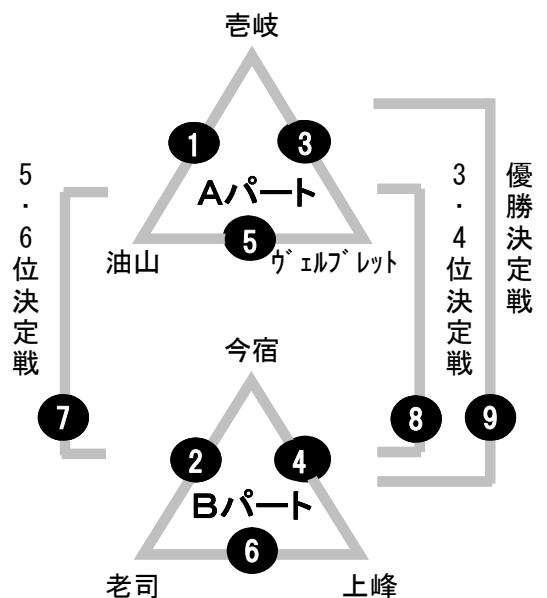 壱岐
1
3
Aパート
5
油山
ヴェルブレット
5・6位決定戦
3・4位決定戦
優勝決定戦
今宿
7
8
9
2
4
Bパート
6
老司
上峰